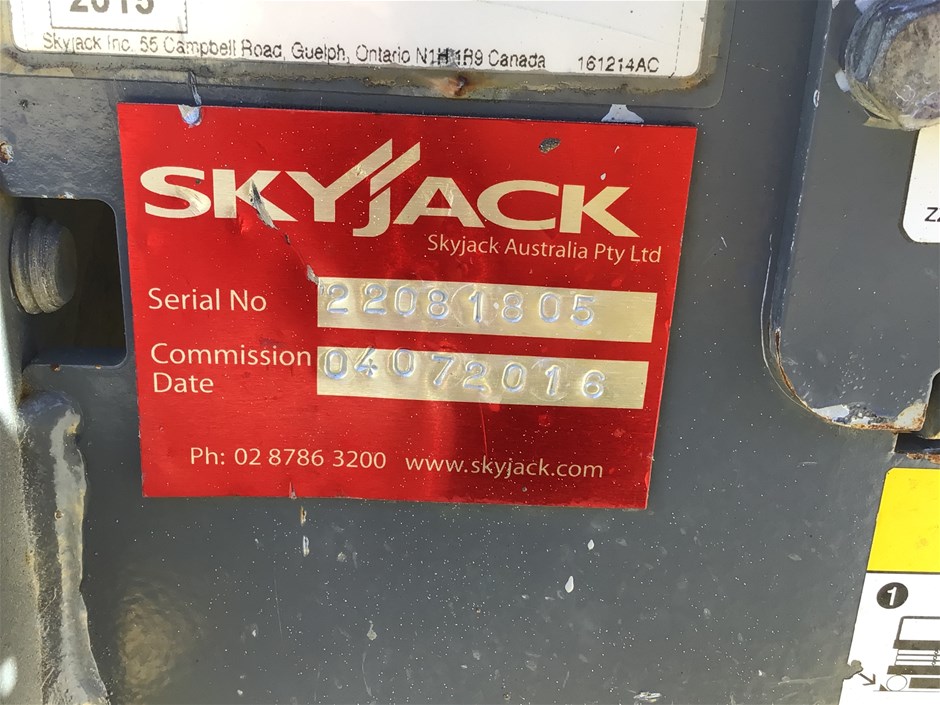 2015
Skyjack Inc. 55 Campbell Road, Guelph, Ontario N1H 1B9 Canada 161214AC
SKYJACK
Skyjack Australia Pty Ltd
Serial No 22081805
Commission Date 04072016
Ph: 02 8786 3200 www.skyjack.com
1